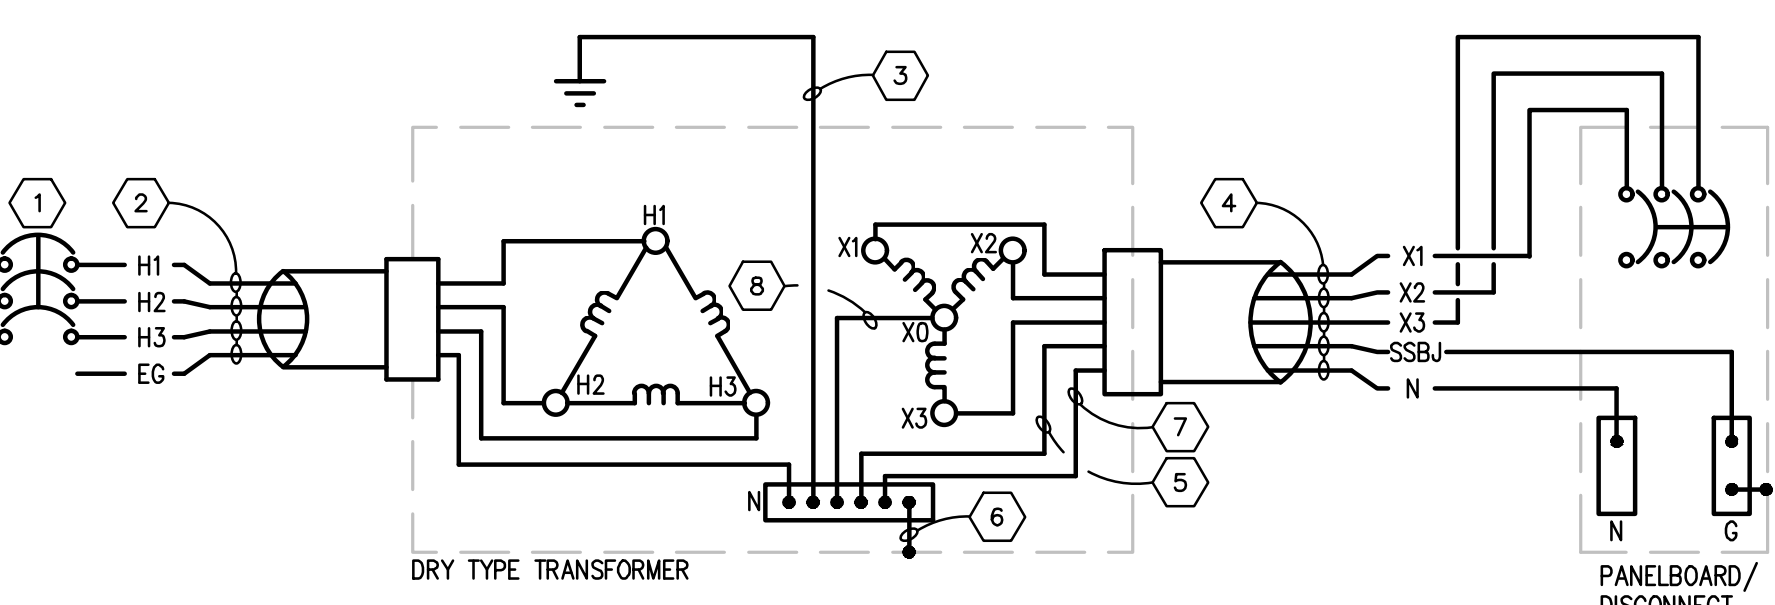 3
1
2
4
H1
X1
X2
8
X0
H1
H2
H3
EG
H2
H3
X3
X1
X2
X3
SSBJ
N
7
5
N
6
N
G
DRY TYPE TRANSFORMER
PANELBOARD/
DISCONNECT